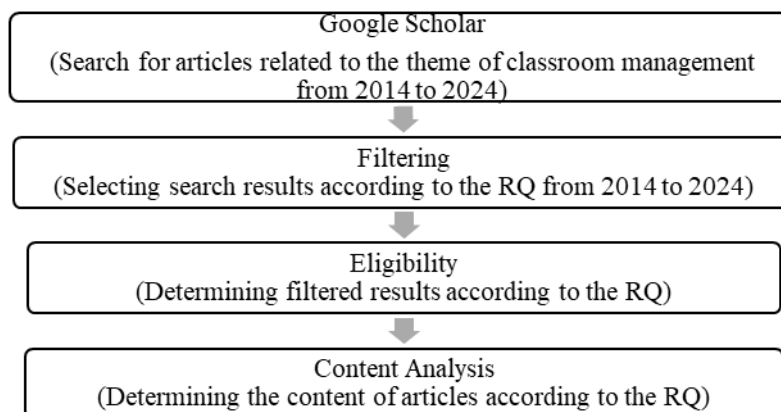 Google Scholar
(Search for articles related to the theme of classroom management
from 2014 to 2024)
Filtering
(Selecting search results according to the RQ from 2014 to 2024)
Eligibility
(Determining filtered results according to the RQ)
Content Analysis
(Determining the content of articles according to the RQ)